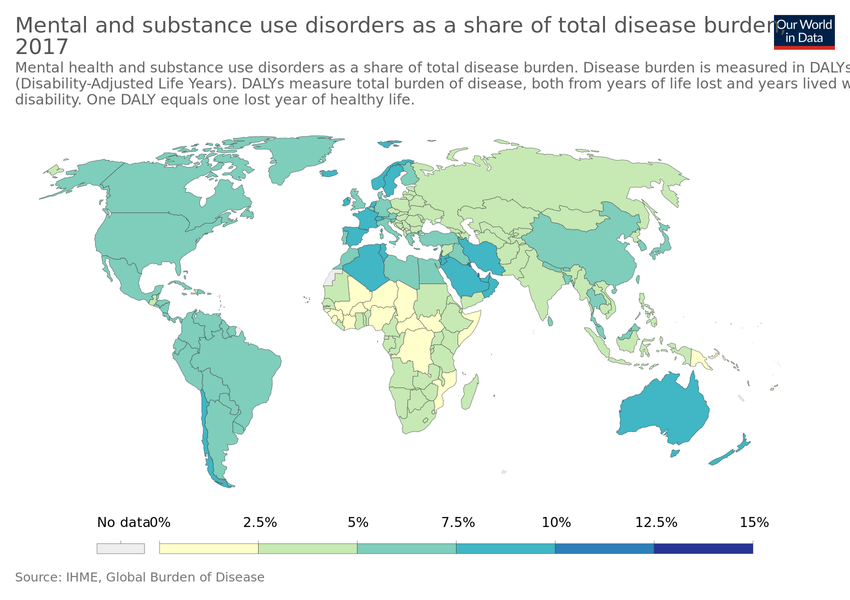 Mental and substance use disorders as a share of total disease burden,
2017
Our World
in Data
Mental health and substance use disorders as a share of total disease burden. Disease burden is measured in DALYs
(Disability-Adjusted Life Years). DALYs measure total burden of disease, both from years of life lost and years lived w
disability. One DALY equals one lost year of healthy life.
No data 0% 2.5% 5% 7.5% 10% 12.5% 15%
Source: IHME, Global Burden of Disease